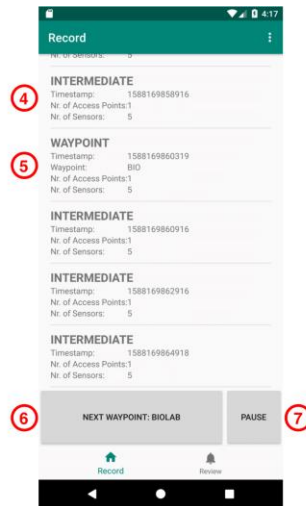 4:17
Record
Nr. of Sensors: 5
4
INTERMEDIATE
Timestamp: 1588169858916
Nr. of Access Points:1
Nr. of Sensors: 5
5
WAYPOINT
Timestamp: 1588169860319
Waypoint: BIO
Nr. of Access Points:1
Nr. of Sensors: 5
INTERMEDIATE
Timestamp: 1588169860916
Nr. of Access Points:1
Nr. of Sensors: 5
INTERMEDIATE
Timestamp: 1588169862916
Nr. of Access Points:1
Nr. of Sensors: 5
INTERMEDIATE
Timestamp: 1588169864918
Nr. of Access Points:1
Nr. of Sensors: 5
6
NEXT WAYPOINT: BIOLAB
PAUSE
7
Record
Review